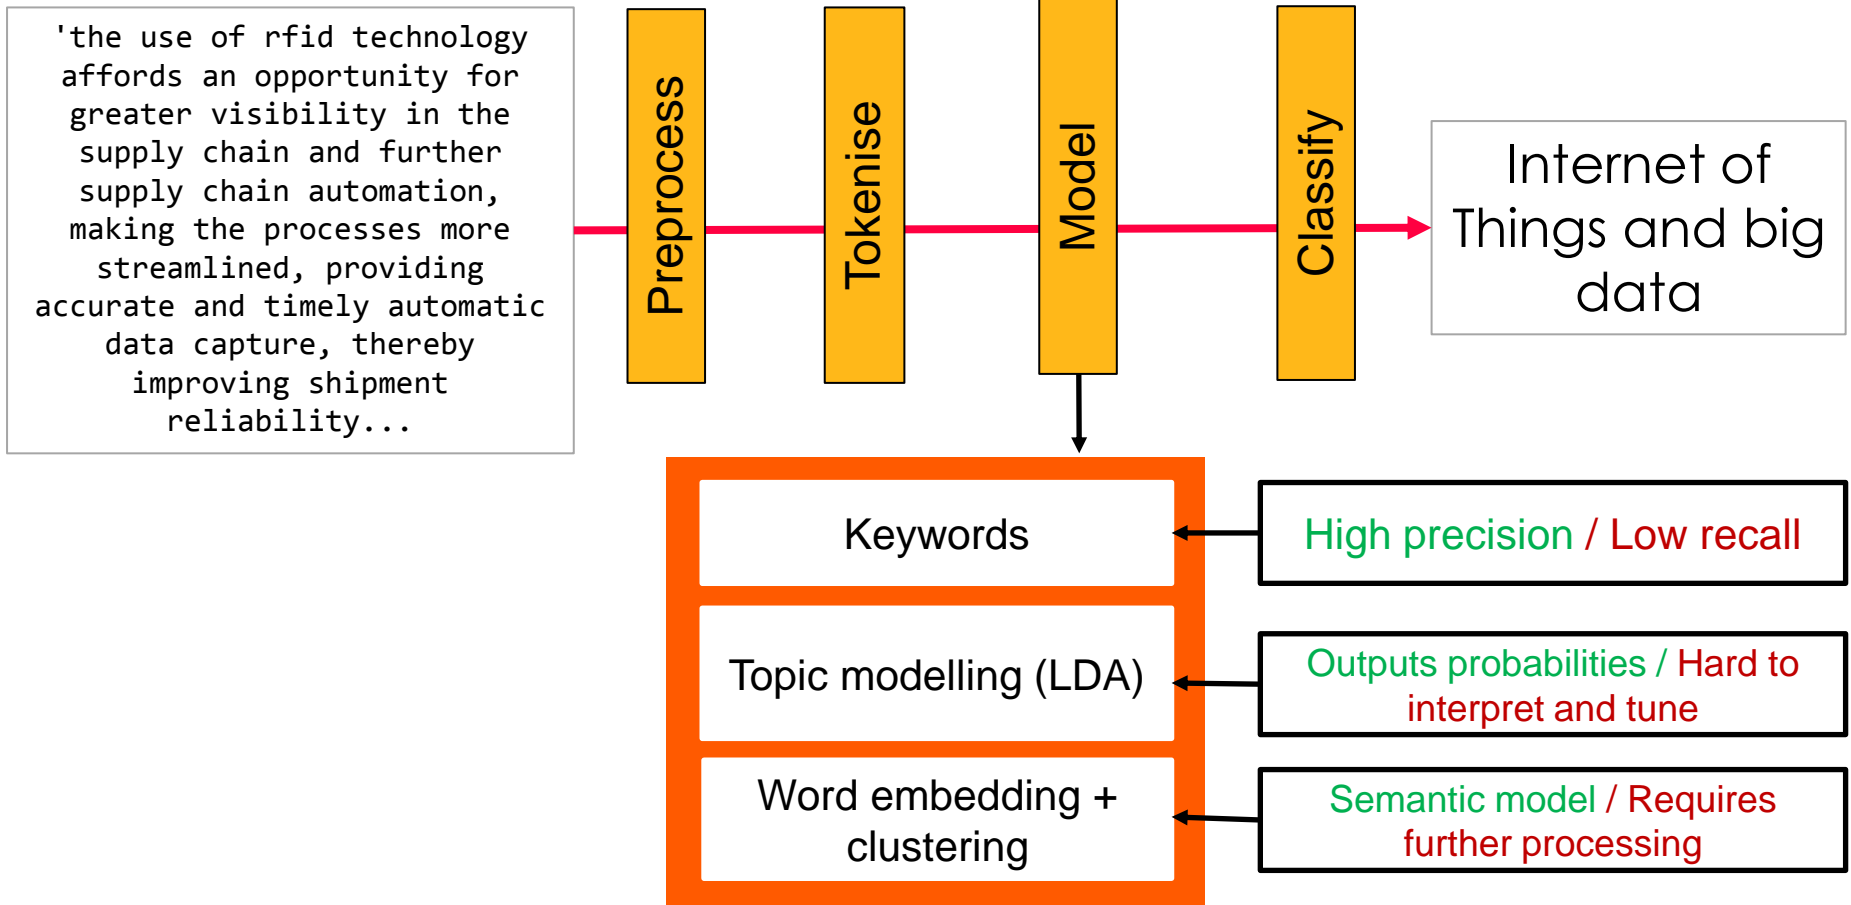 'the use of rfid technology
affords an opportunity for
greater visibility in the
supply chain and further
supply chain automation,
making the processes more
streamlined, providing
accurate and timely automatic
data capture, thereby
improving shipment
reliability...
Preprocess
Tokenise
Model
Classify
Internet of
Things and big
data
Keywords
High precision / Low recall
Topic modelling (LDA)
Outputs probabilities / Hard to
interpret and tune
Word embedding +
clustering
Semantic model / Requires
further processing